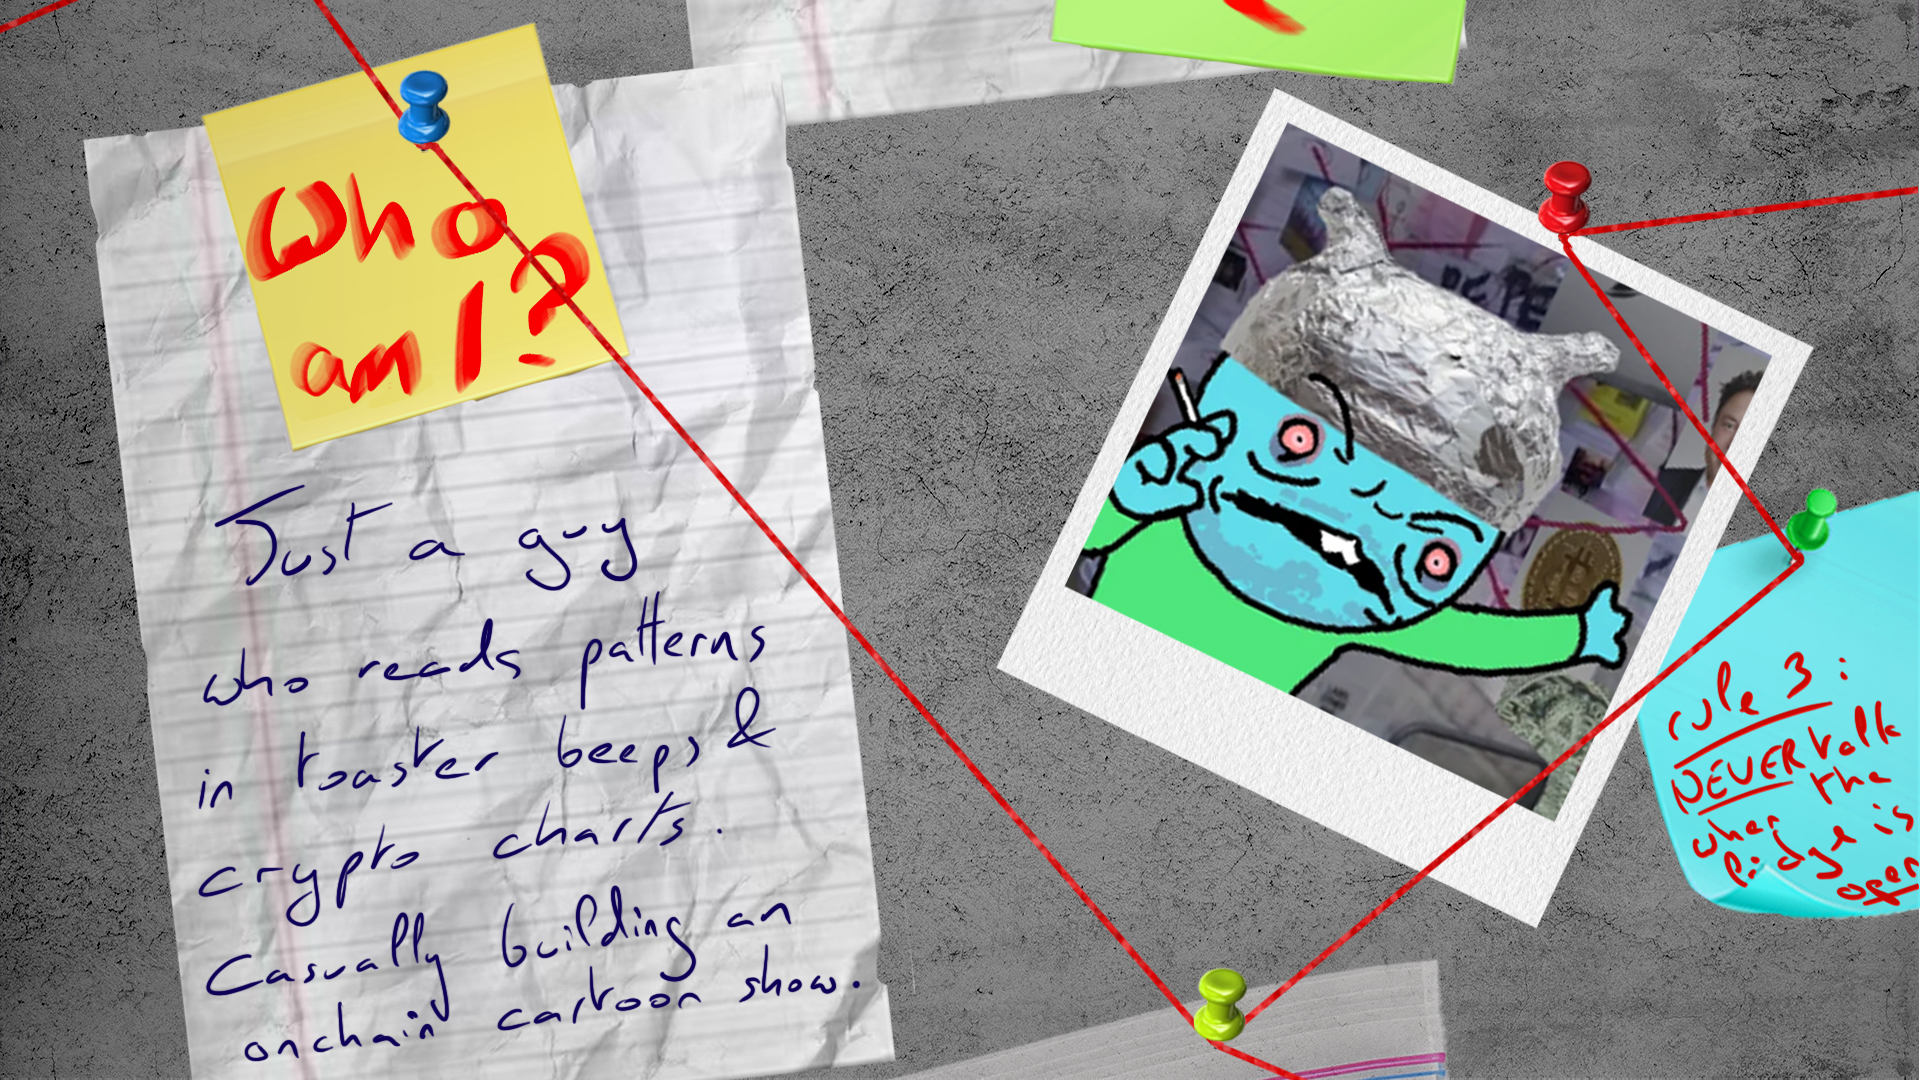 Who
am I?
Just a guy
who reads patterns
in toaster beeps &
crypto charts.
Casually building an
onchain cartoon show.
PEPE
rule 3:
NEVER talk
when the
fidge is
open